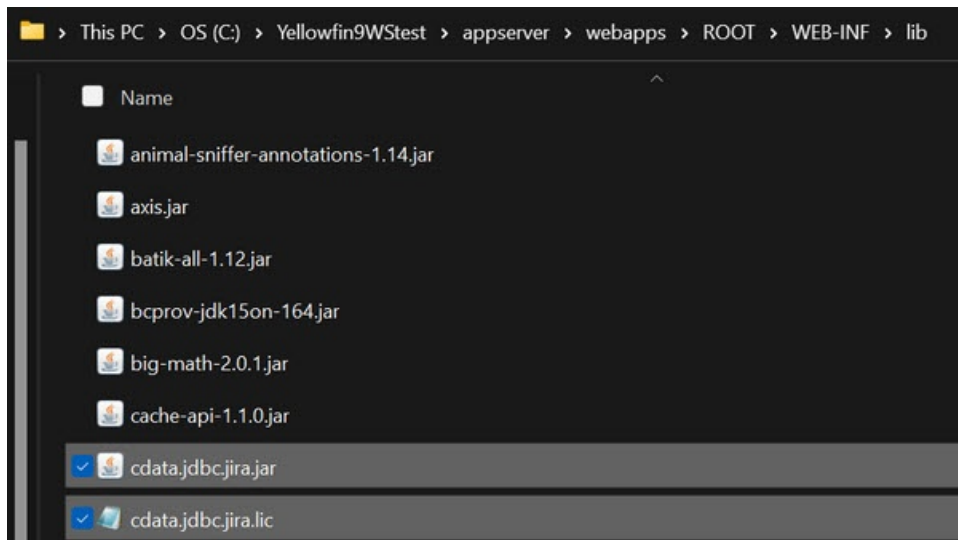 This PC > OS (C:) > Yellowfin9WStest > appserver > webapps > ROOT > WEB-INF > lib
Name
animal-sniffer-annotations-1.14.jar
axis.jar
batik-all-1.12.jar
bcprov-jdk15on-164.jar
big-math-2.0.1.jar
cache-api-1.1.0.jar
cdata.jdbc.jira.jar
cdata.jdbc.jira.lic